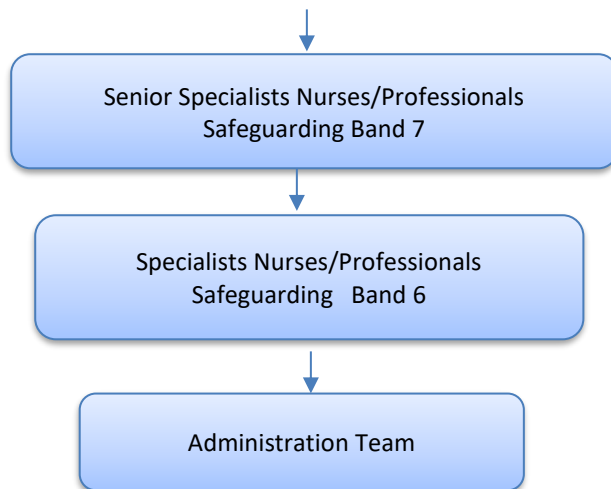 Senior Specialists Nurses/Professionals
Safeguarding Band 7
Specialists Nurses/Professionals
Safeguarding   Band 6
Administration Team